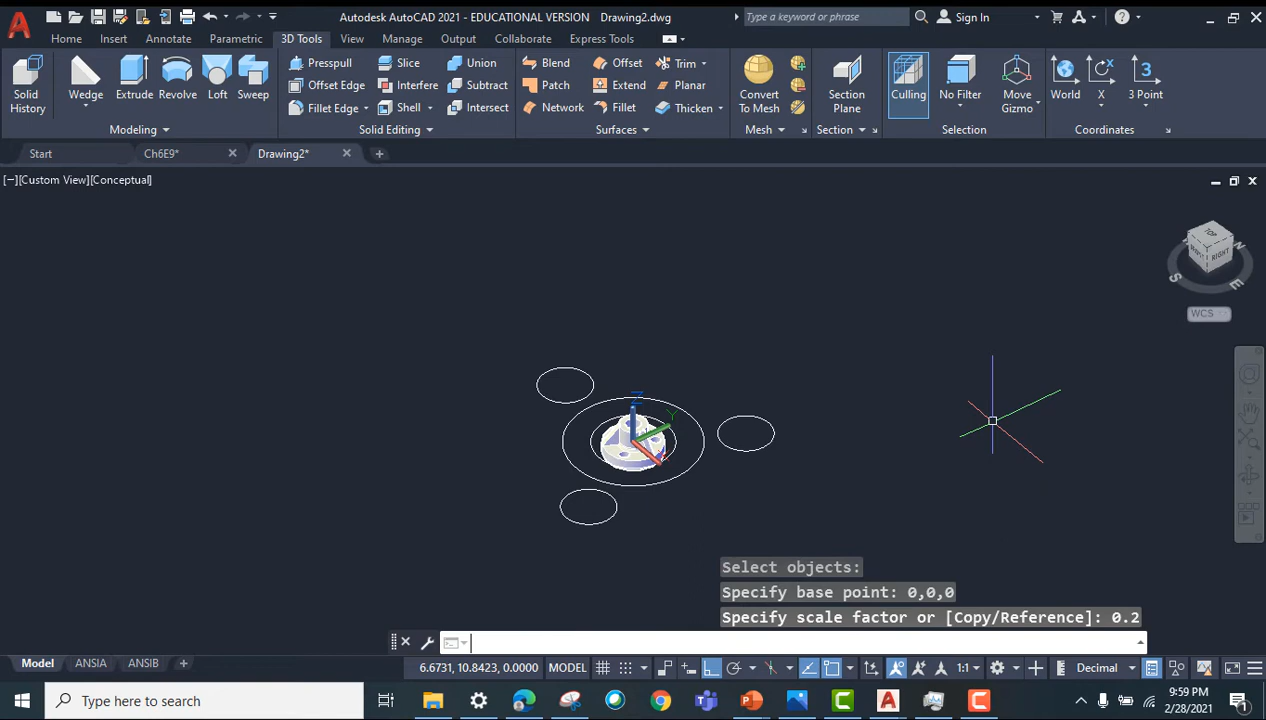 Autodesk AutoCAD 2021 - EDUCATIONAL VERSION Drawing2.dwg
Type a keyword or phrase
Sign In
Home Insert Annotate Parametric 3D Tools View Manage Output Collaborate Express Tools
Presspull Slice Union Blend Offset Trim
Offset Edge Interfere Subtract Patch Extend Planar
Solid History Wedge Extrude Revolve Loft Sweep
Convert To Mesh Section Plane Culling No Filter Move Gizmo World X 3 Point
Fillet Edge Shell Intersect Network Fillet Thicken
Modeling Solid Editing Surfaces Mesh Section Selection Coordinates
Start Ch6E9* Drawing2*
[−][Custom View][Conceptual]
TOP
RIGHT
N
S
E
WCS
Z
Y
Select objects:
Specify base point: 0,0,0
Specify scale factor or [Copy/Reference]: 0.2
Model ANSIA ANSIB
6.6731, 10.8423, 0.0000 MODEL 1:1 Decimal
Type here to search
9:59 PM
2/28/2021
1